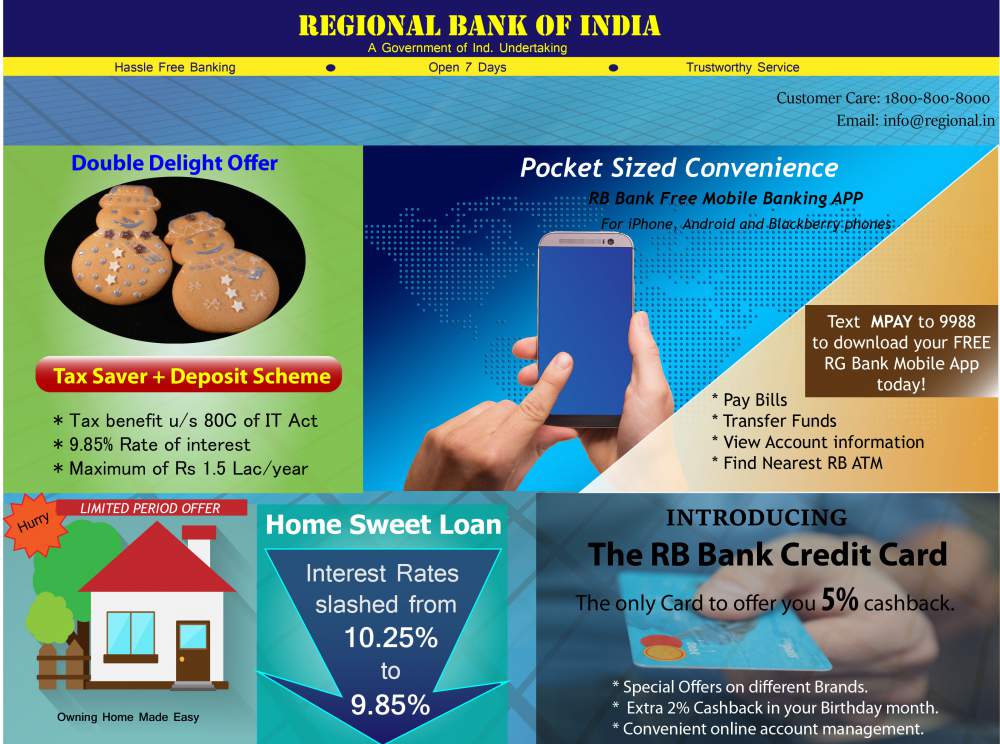 REGIONAL BANK OF INDIA
A Government of Ind. Undertaking
Hassle Free Banking ● Open 7 Days ● Trustworthy Service
Customer Care: 1800-800-8000
Email: info@regional.in
Double Delight Offer
Tax Saver + Deposit Scheme
* Tax benefit u/s 80C of IT Act
* 9.85% Rate of interest
* Maximum of Rs 1.5 Lac/year
Pocket Sized Convenience
RB Bank Free Mobile Banking APP
For iPhone, Android and Blackberry phones
Text MPAY to 9988
to download your FREE
RG Bank Mobile App
today!
* Pay Bills
* Transfer Funds
* View Account information
* Find Nearest RB ATM
Hurry
LIMITED PERIOD OFFER
Owning Home Made Easy
Home Sweet Loan
Interest Rates
slashed from
10.25%
to
9.85%
INTRODUCING
The RB Bank Credit Card
The only Card to offer you 5% cashback.
* Special Offers on different Brands.
* Extra 2% Cashback in your Birthday month.
* Convenient online account management.